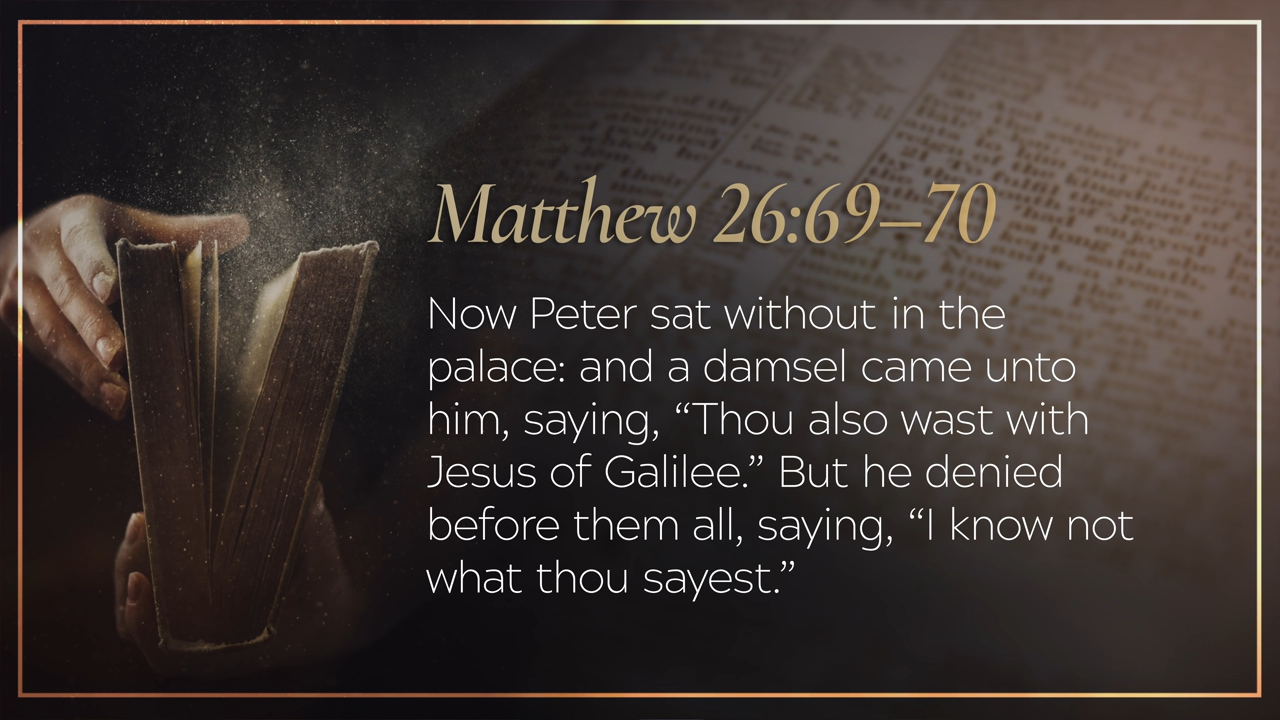 Matthew 26:69–70
Now Peter sat without in the
palace: and a damsel came unto
him, saying, “Thou also wast with
Jesus of Galilee.” But he denied
before them all, saying, “I know not
what thou sayest.”